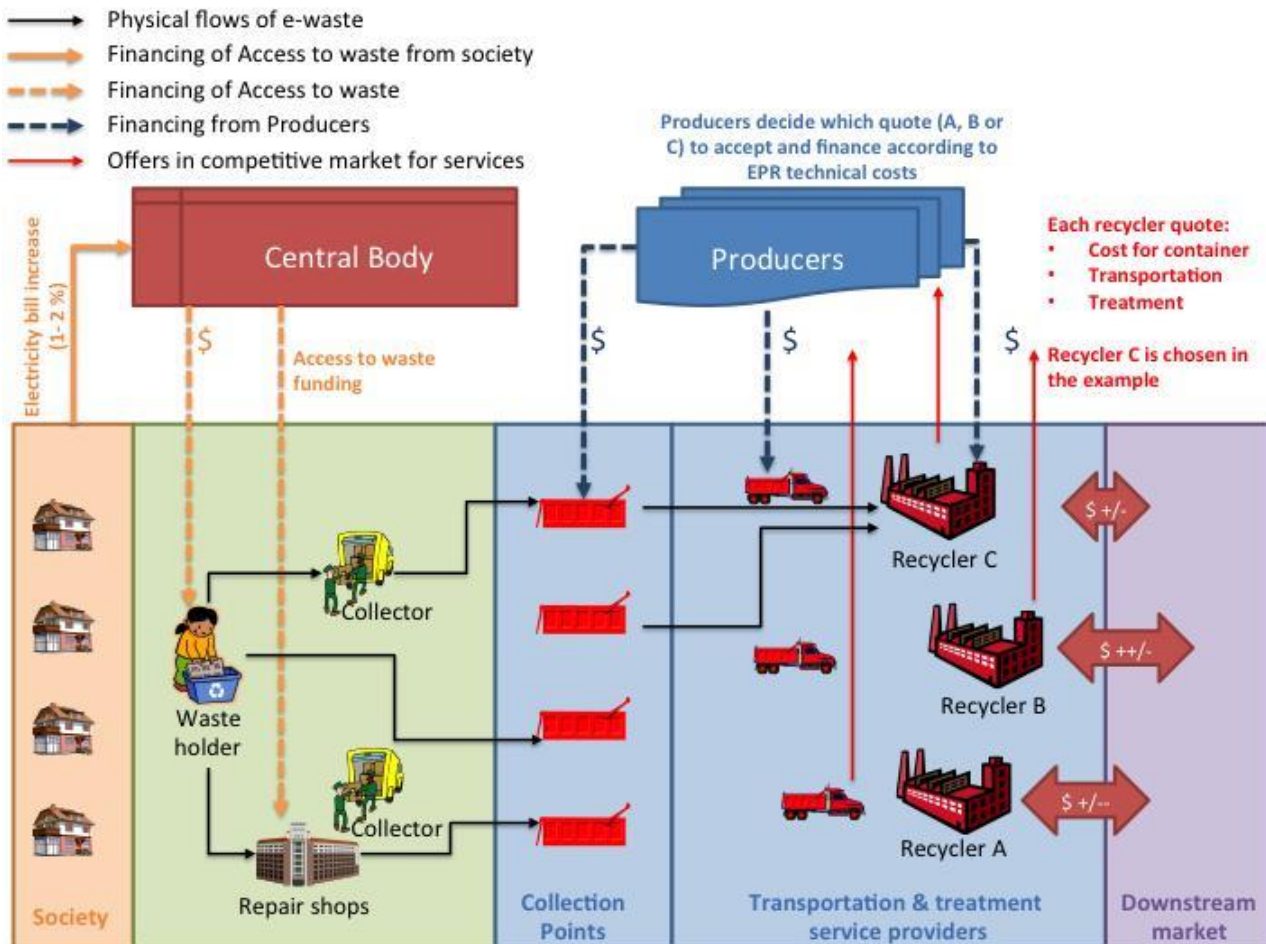 Physical flows of e-waste
Financing of Access to waste from society
Financing of Access to waste
Financing from Producers
Offers in competitive market for services
Producers decide which quote (A, B or
C) to accept and finance according to
EPR technical costs
Electricity bill increase
(1- 2 %)
Central Body
Producers
Each recycler quote:
• Cost for container
• Transportation
• Treatment
$
Access to waste
funding
$
$
$
Recycler C is chosen in
the example
Collector
Recycler C
$ +/-
Waste
holder
Recycler B
$ ++/-
Collector
Recycler A
$ +/--
Repair shops
Society
Collection
Points
Transportation & treatment
service providers
Downstream
market